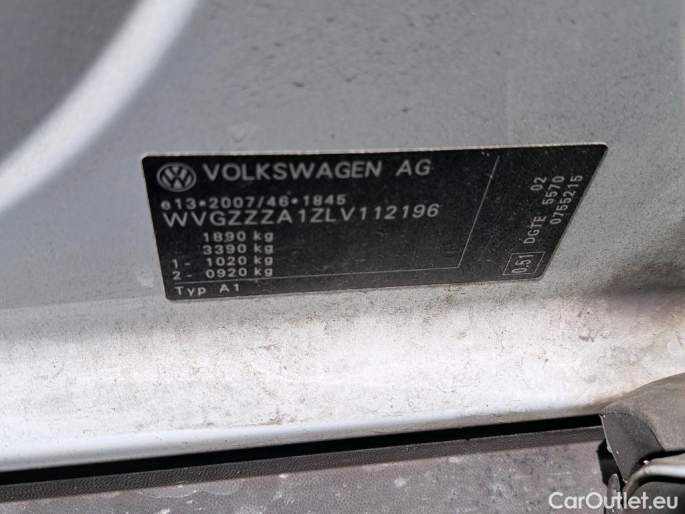 VOLKSWAGEN AG
e13*2007/46*1845
WVGZZZA1ZLV112196
1890 kg
3390 kg
1- 1020 kg
2- 0920 kg
Typ A1
0.51
DGTE 5570 02
0755215
CarOutlet.eu